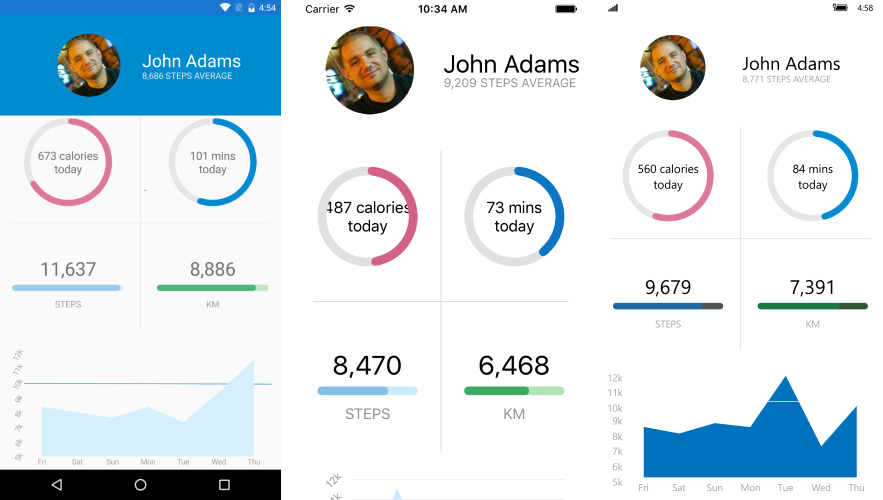 4:54
John Adams
8,686 STEPS AVERAGE
673 calories
today
101 mins
today
11,637
STEPS
8,886
KM
12k
11k
10k
9k
8k
7k
6k
5k
Fri Sat Sun Mon Tue Wed Thu
Carrier 10:34 AM
John Adams
9,209 STEPS AVERAGE
487 calories
today
73 mins
today
8,470
STEPS
6,468
KM
12k
4:58
John Adams
8,771 STEPS AVERAGE
560 calories
today
84 mins
today
9,679
STEPS
7,391
KM
12k
11k
10k
9k
8k
7k
6k
5k
Fri Sat Sun Mon Tue Wed Thu